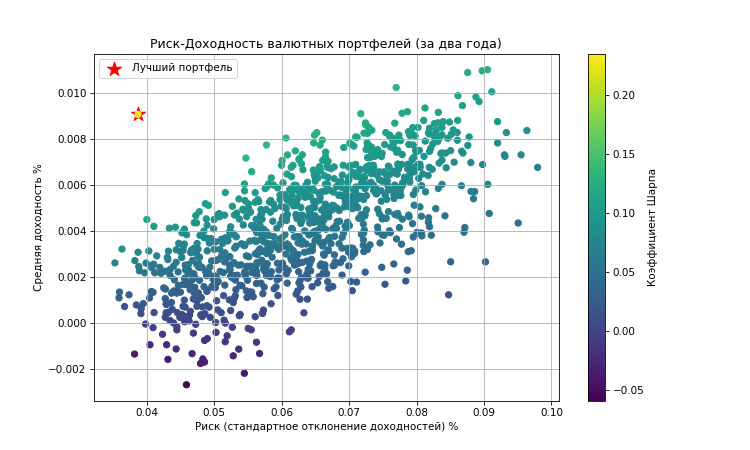 Риск-Доходность валютных портфелей (за два года)
Лучший портфель
0.010
0.008
0.006
0.004
0.002
0.000
−0.002
Средняя доходность %
0.04 0.05 0.06 0.07 0.08 0.09 0.10
Риск (стандартное отклонение доходностей) %
0.20
0.15
0.10
0.05
0.00
−0.05
Коэффициент Шарпа